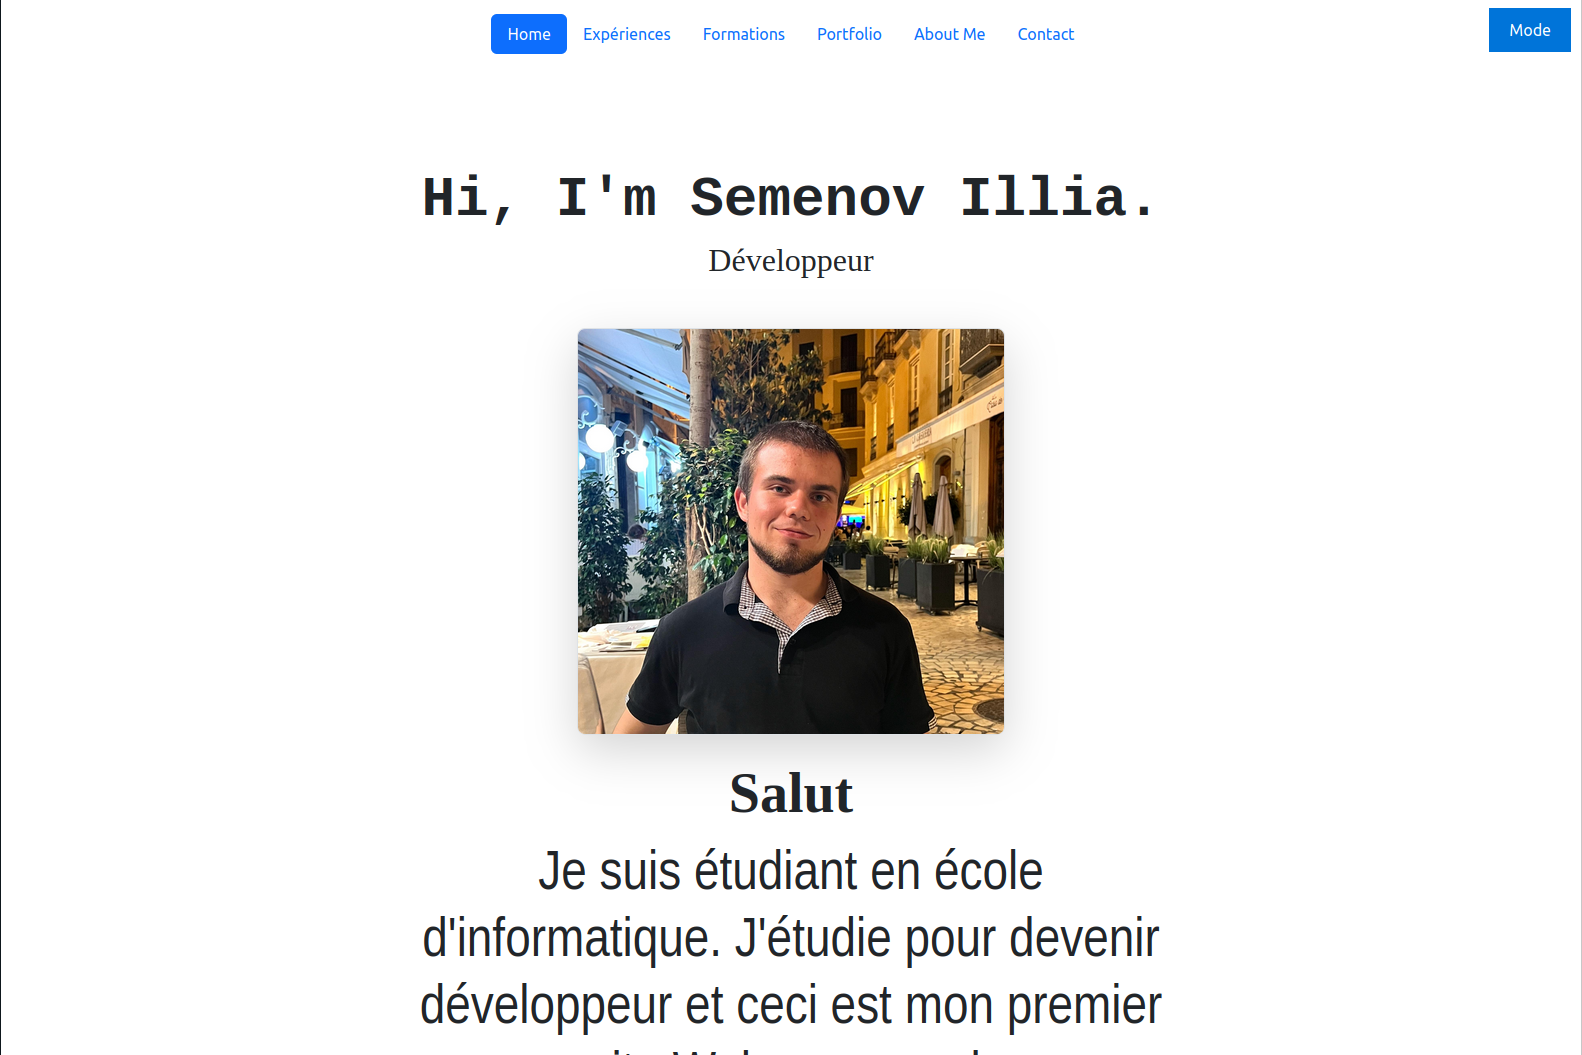 Home Expériences Formations Portfolio About Me Contact Mode
Hi, I'm Semenov Illia.
Développeur
Salut
Je suis étudiant en école
d'informatique. J'étudie pour devenir
développeur et ceci est mon premier